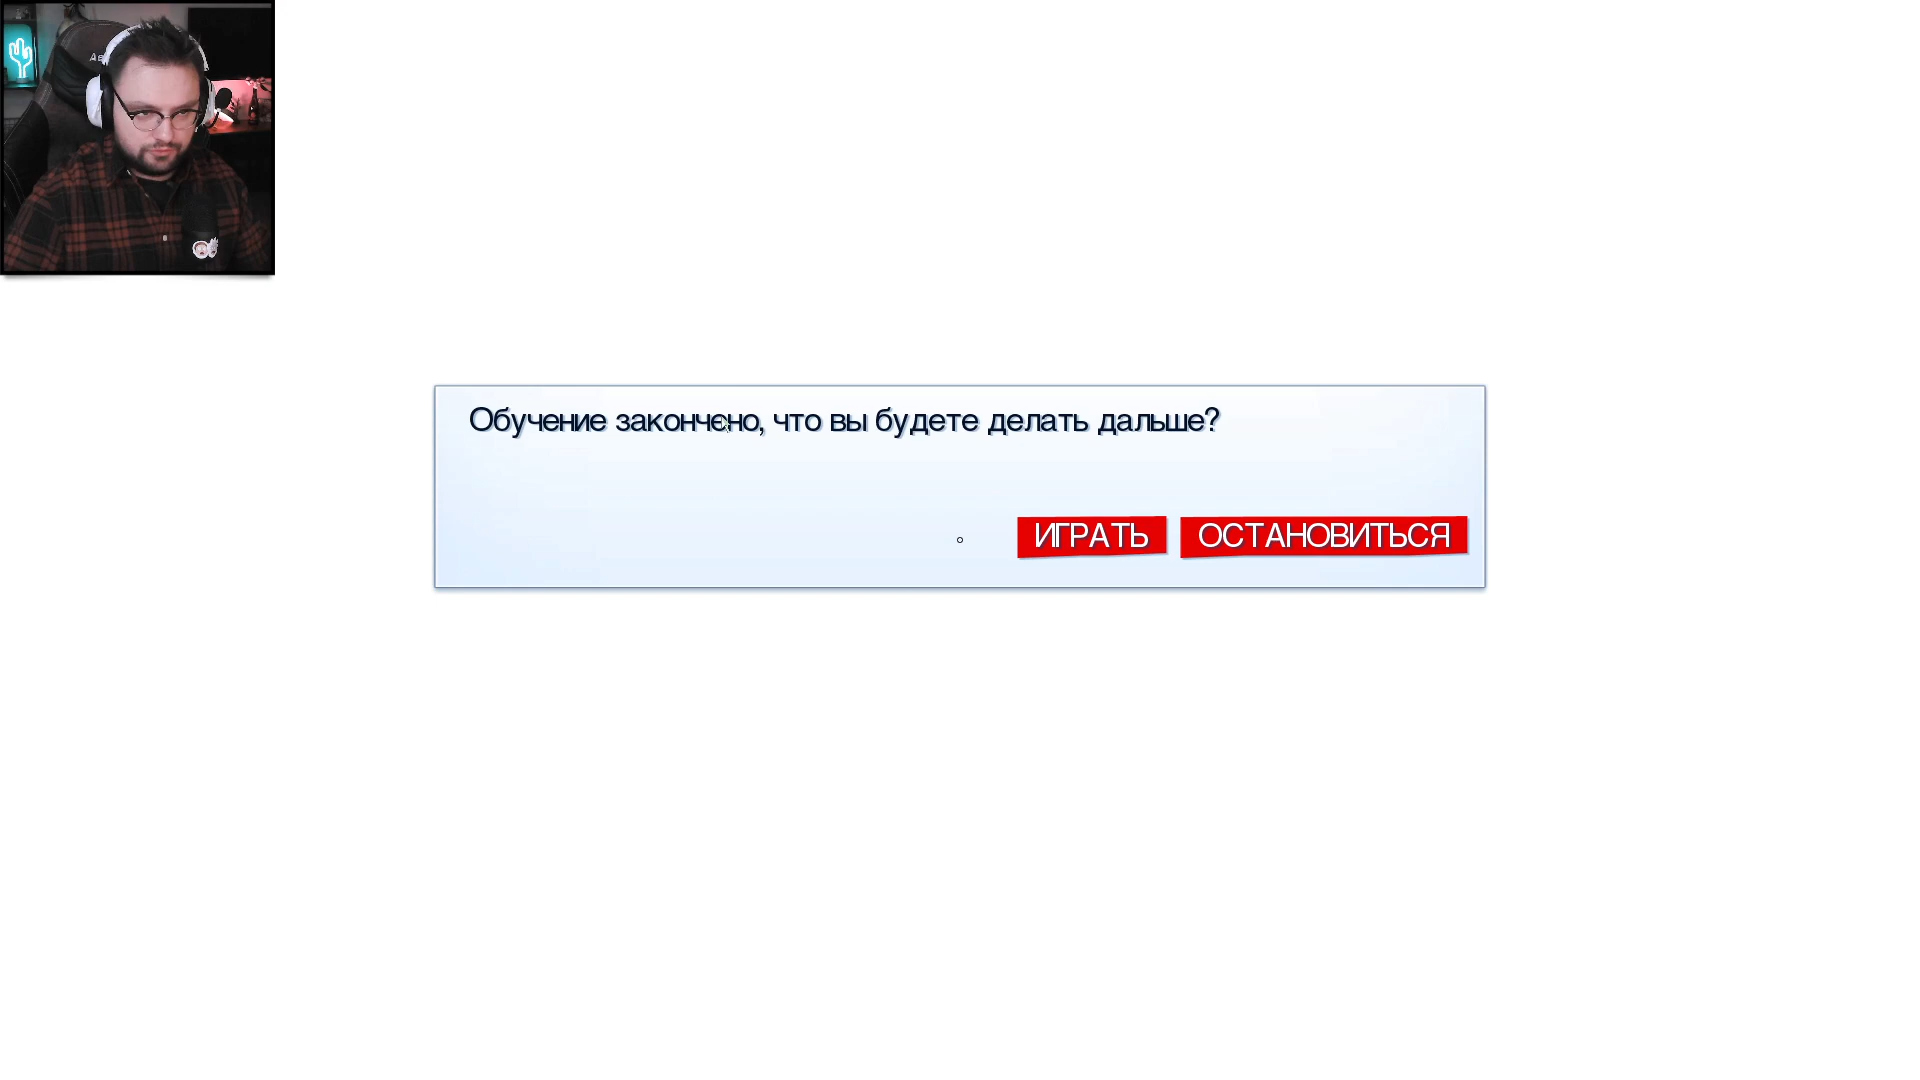 Обучение закончено, что вы будете делать дальше?
ИГРАТЬ ОСТАНОВИТЬСЯ